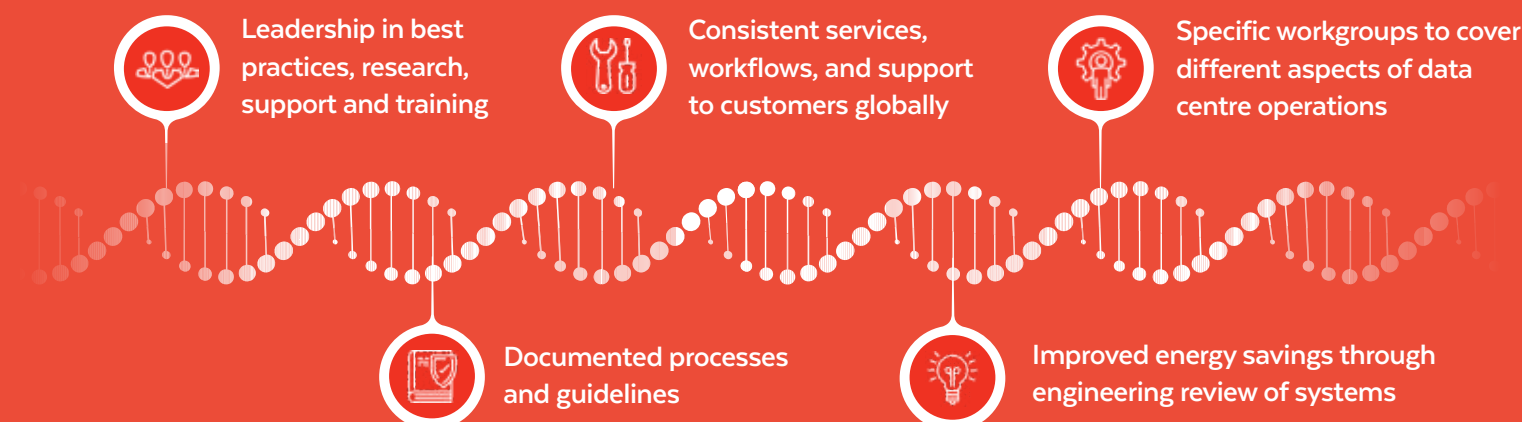 Leadership in best
practices, research,
support and training
Consistent services,
workflows, and support
to customers globally
Specific workgroups to cover
different aspects of data
centre operations
Documented processes
and guidelines
Improved energy savings through
engineering review of systems